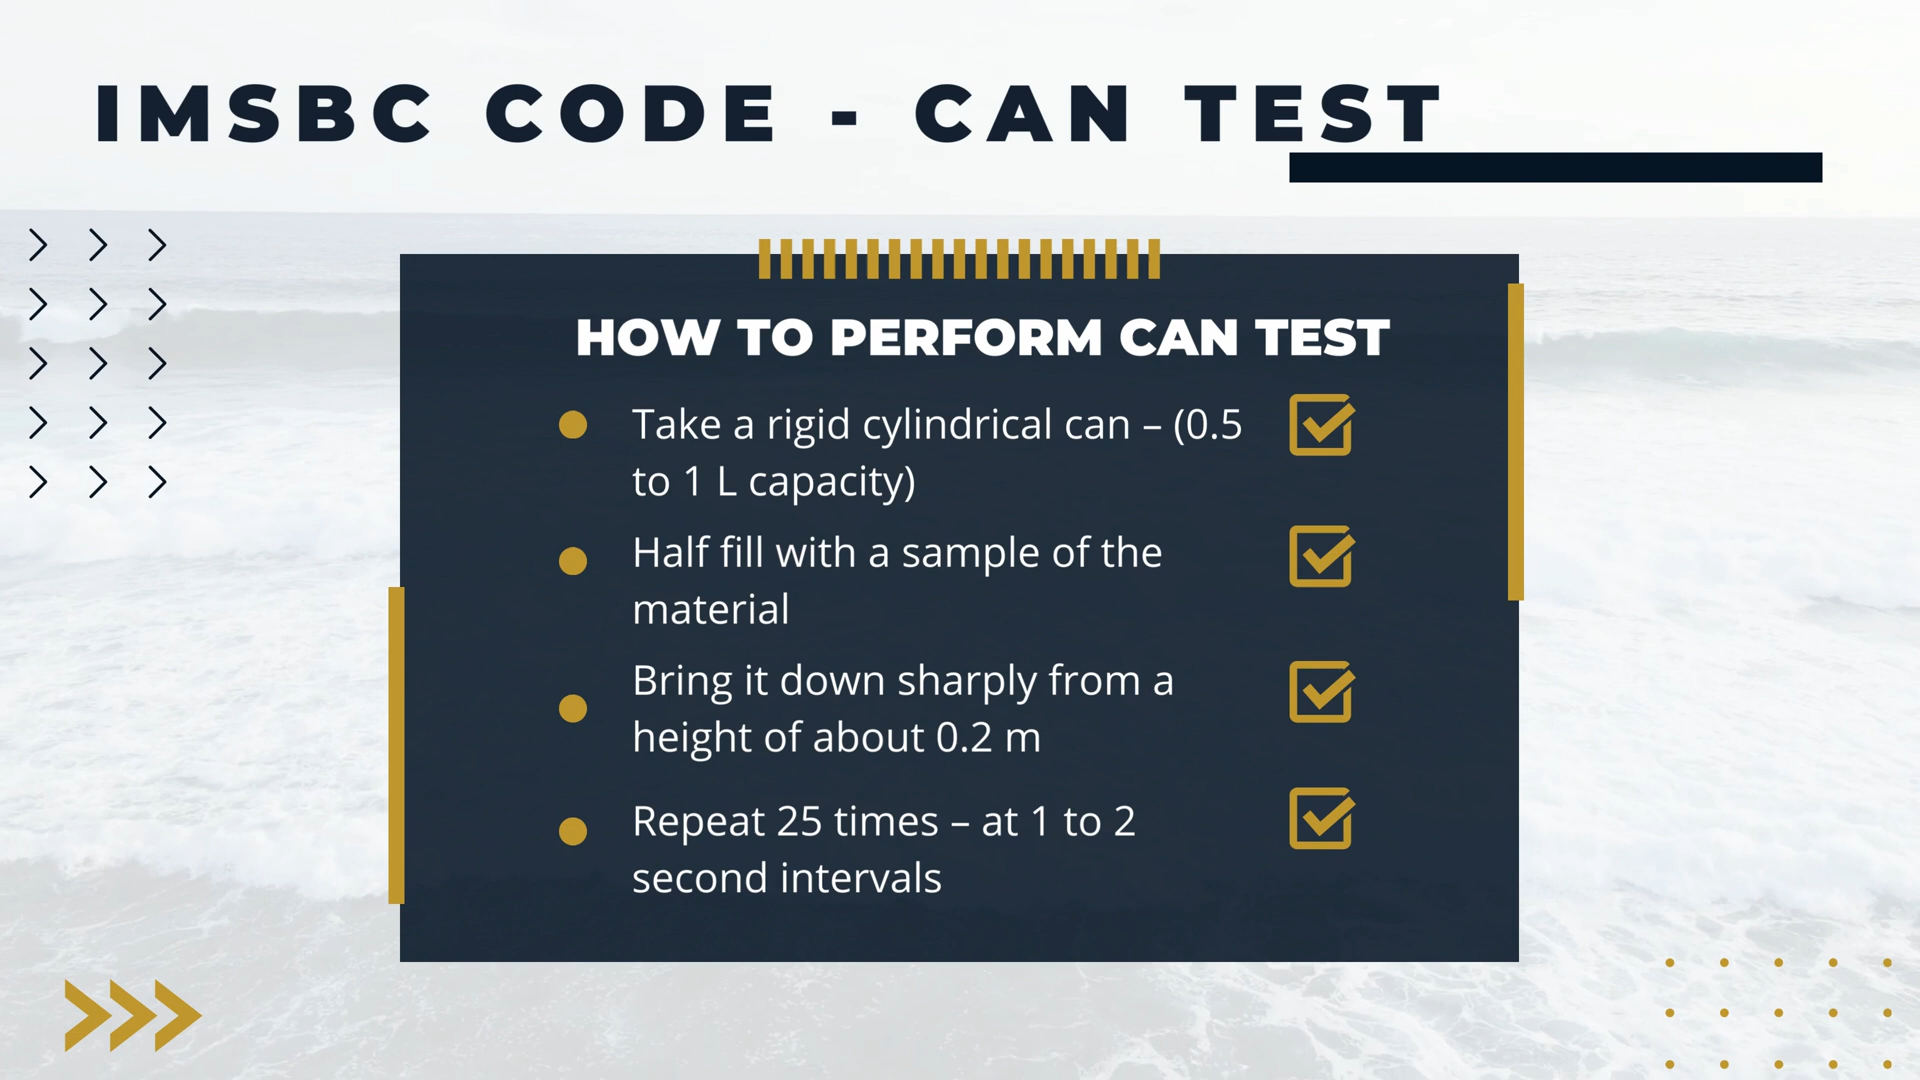 IMSBC CODE - CAN TEST
HOW TO PERFORM CAN TEST
Take a rigid cylindrical can – (0.5
to 1 L capacity)
Half fill with a sample of the
material
Bring it down sharply from a
height of about 0.2 m
Repeat 25 times – at 1 to 2
second intervals